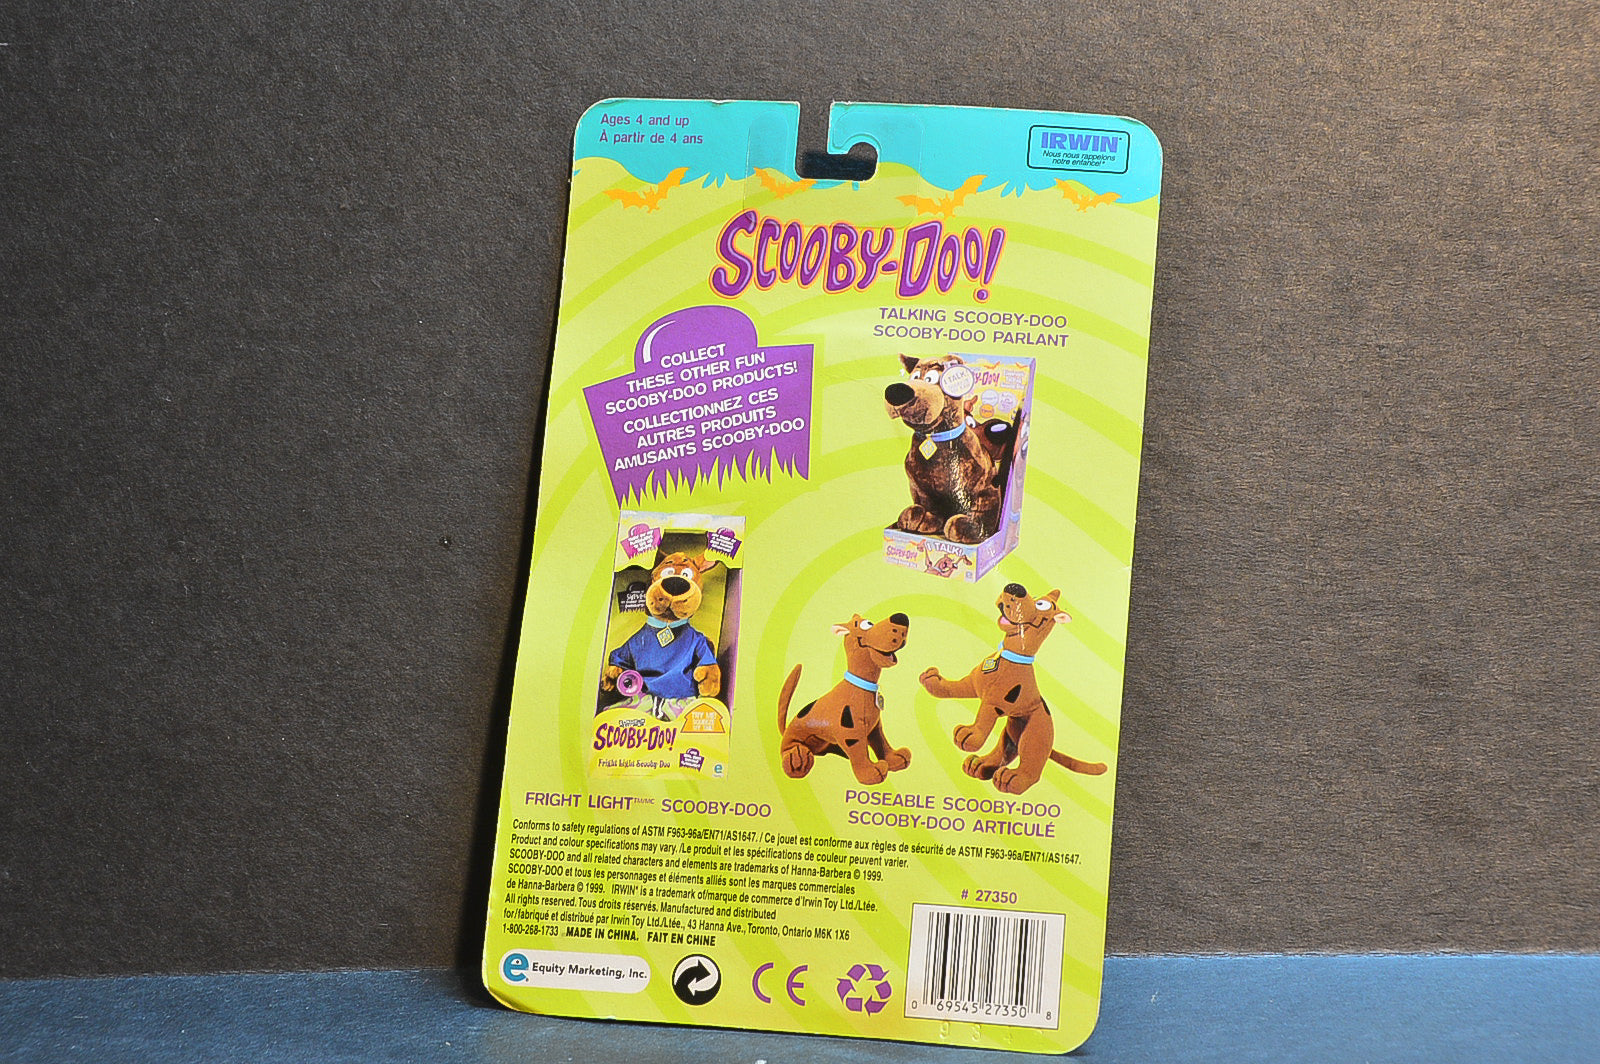 Ages 4 and up
À partir de 4 ans
IRWIN
Nous nous rappelons
notre enfance!*
SCOOBY-DOO!
COLLECT
THESE OTHER FUN
SCOOBY-DOO PRODUCTS!
COLLECTIONNEZ CES
AUTRES PRODUITS
AMUSANTS SCOOBY-DOO
TALKING SCOOBY-DOO
SCOOBY-DOO PARLANT
I TALK!
SCOOBY-DOO!
I TALK!
SCOOBY-DOO!
TRY ME!
SQUEEZE
Fright Light Scooby Doo
e
FRIGHT LIGHT™/MC SCOOBY-DOO
POSEABLE SCOOBY-DOO
SCOOBY-DOO ARTICULÉ
Conforms to safety regulations of ASTM F963-96a/EN71/AS1647. / Ce jouet est conforme aux règles de sécurité de ASTM F963-96a/EN71/AS1647.
Product and colour specifications may vary. /Le produit et les spécifications de couleur peuvent varier.
SCOOBY-DOO and all related characters and elements are trademarks of Hanna-Barbera © 1999.
SCOOBY-DOO et tous les personnages et éléments alliés sont les marques commerciales
de Hanna-Barbera © 1999. IRWIN* is a trademark of/marque de commerce d'Irwin Toy Ltd./Ltée.
All rights reserved. Tous droits réservés. Manufactured and distributed
for/fabriqué et distribué par Irwin Toy Ltd./Ltée., 43 Hanna Ave., Toronto, Ontario M6K 1X6
1-800-268-1733 MADE IN CHINA. FAIT EN CHINE
# 27350
e Equity Marketing, Inc.
CE
0 69545 27350 8